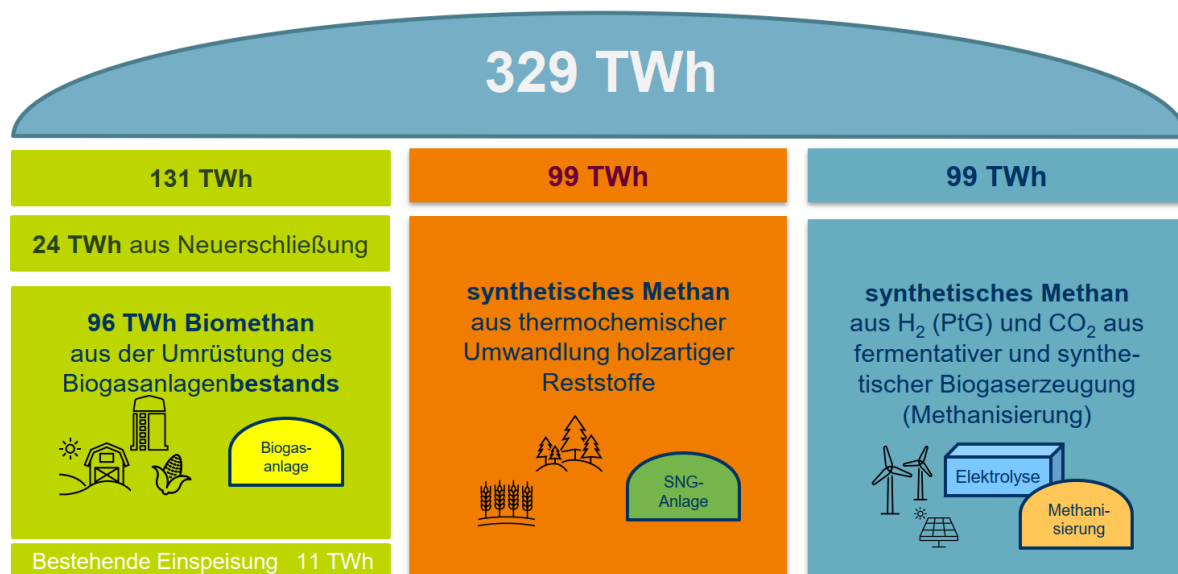 329 TWh
131 TWh
24 TWh aus Neuerschließung
96 TWh Biomethan
aus der Umrüstung des
Biogasanlagenbestands
Biogas-
anlage
Bestehende Einspeisung 11 TWh
99 TWh
synthetisches Methan
aus thermochemischer
Umwandlung holzartiger
Reststoffe
SNG-
Anlage
99 TWh
synthetisches Methan
aus H₂ (PtG) und CO₂ aus
fermentativer und synthe-
tischer Biogaserzeugung
(Methanisierung)
Elektrolyse
Methani-
sierung